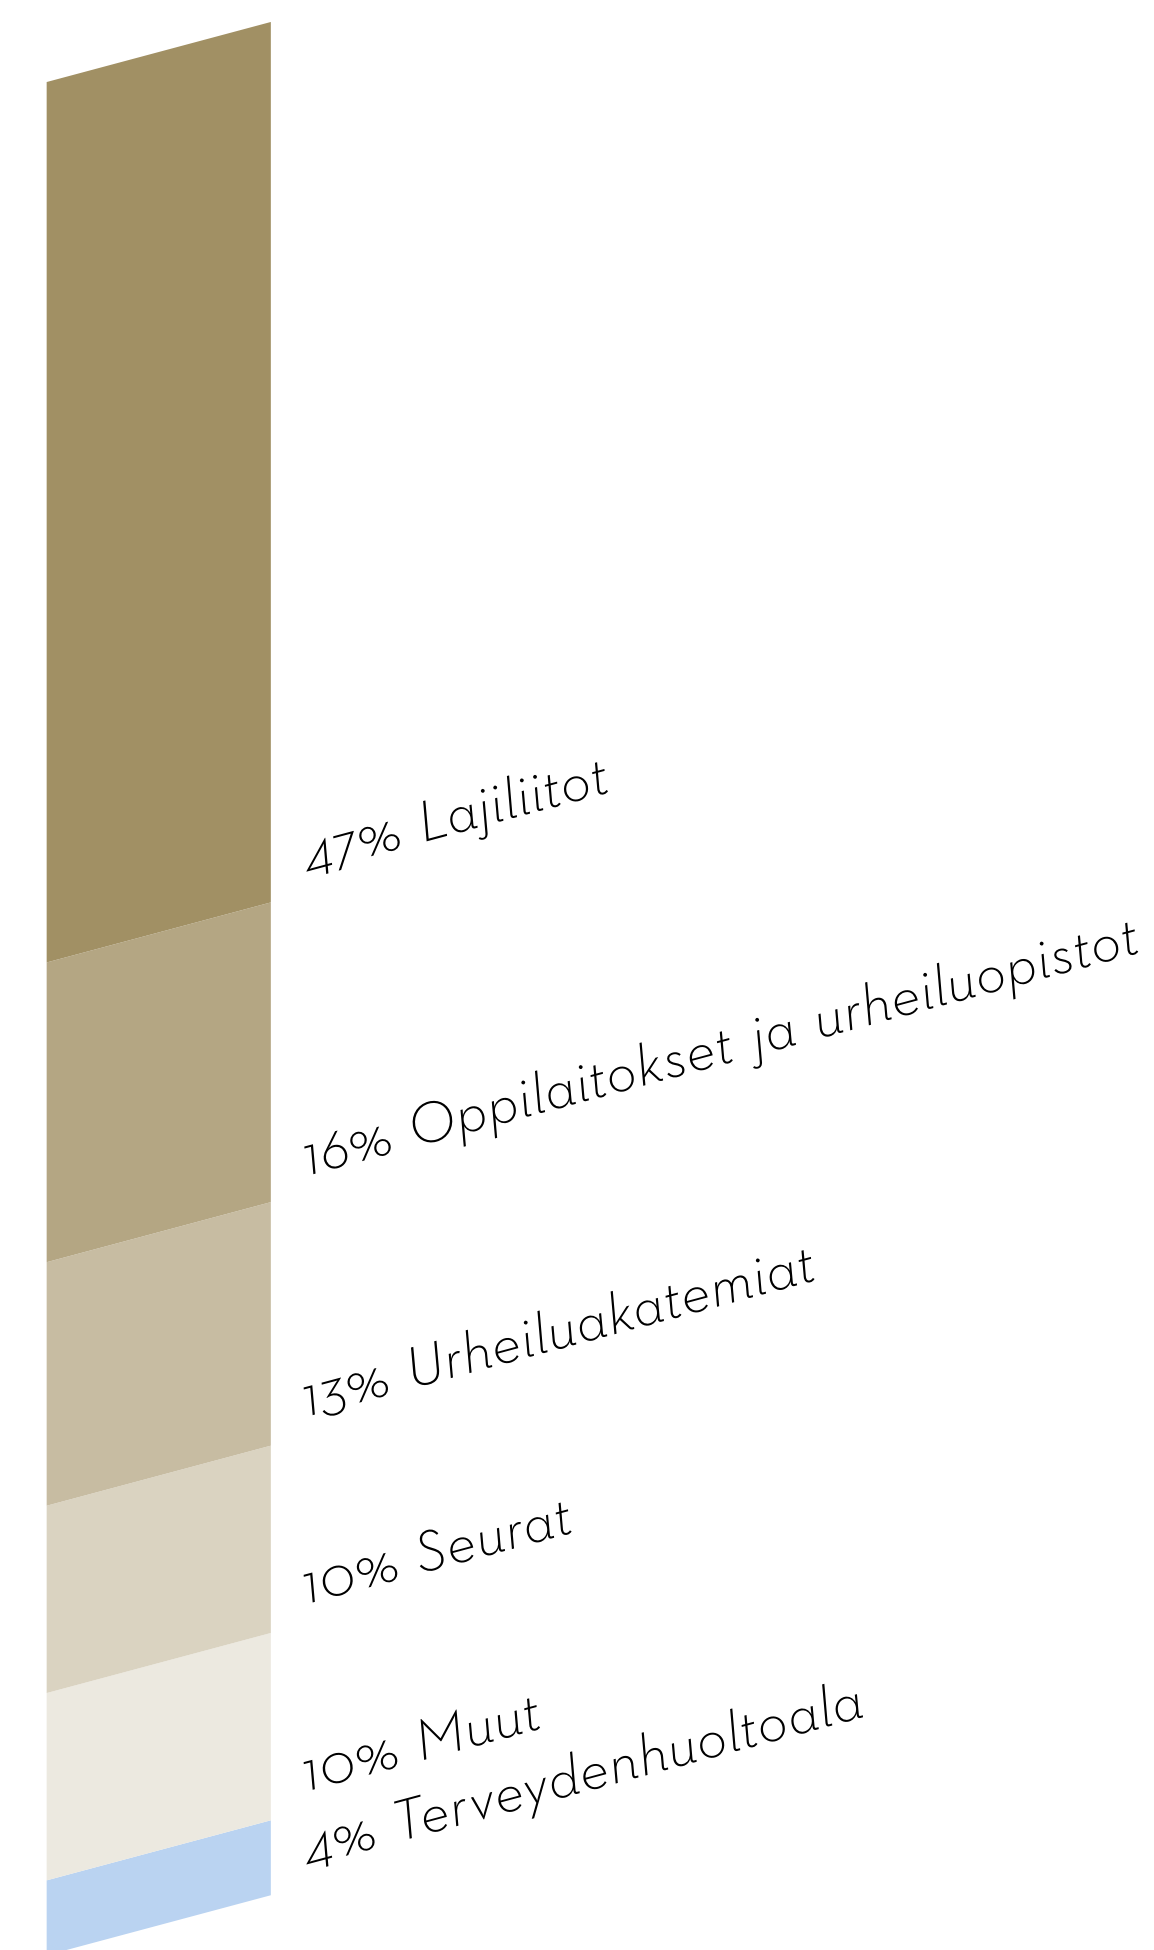 47% Lajiliitot
16% Oppilaitokset ja urheiluopistot
13% Urheiluakatemiat
10% Seurat
10% Muut
4% Terveydenhuoltoala